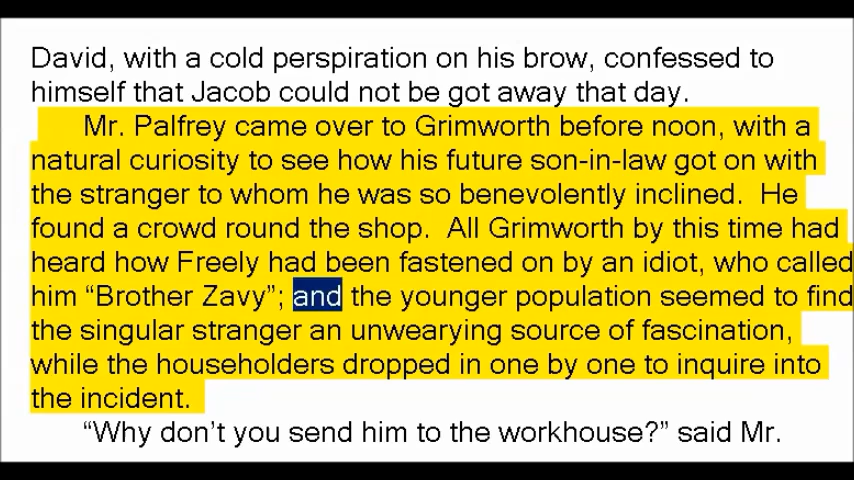 David, with a cold perspiration on his brow, confessed to
himself that Jacob could not be got away that day.
Mr. Palfrey came over to Grimworth before noon, with a
natural curiosity to see how his future son-in-law got on with
the stranger to whom he was so benevolently inclined.  He
found a crowd round the shop.  All Grimworth by this time had
heard how Freely had been fastened on by an idiot, who called
him “Brother Zavy”; and the younger population seemed to find
the singular stranger an unwearying source of fascination,
while the householders dropped in one by one to inquire into
the incident.
“Why don’t you send him to the workhouse?” said Mr.